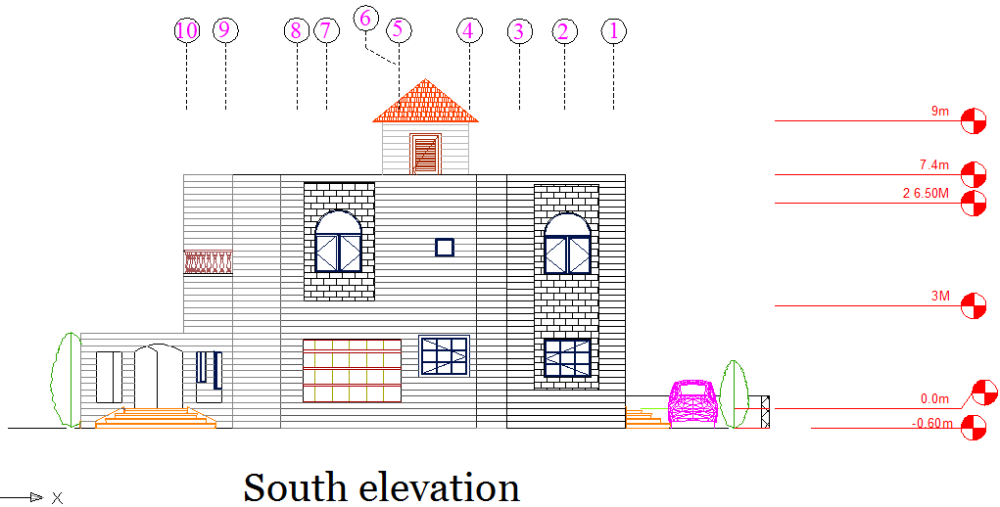 10 9 8 7 6 5 4 3 2 1
9m
7.4m
2 6.50M
3M
0.0m
-0.60m
South elevation
X